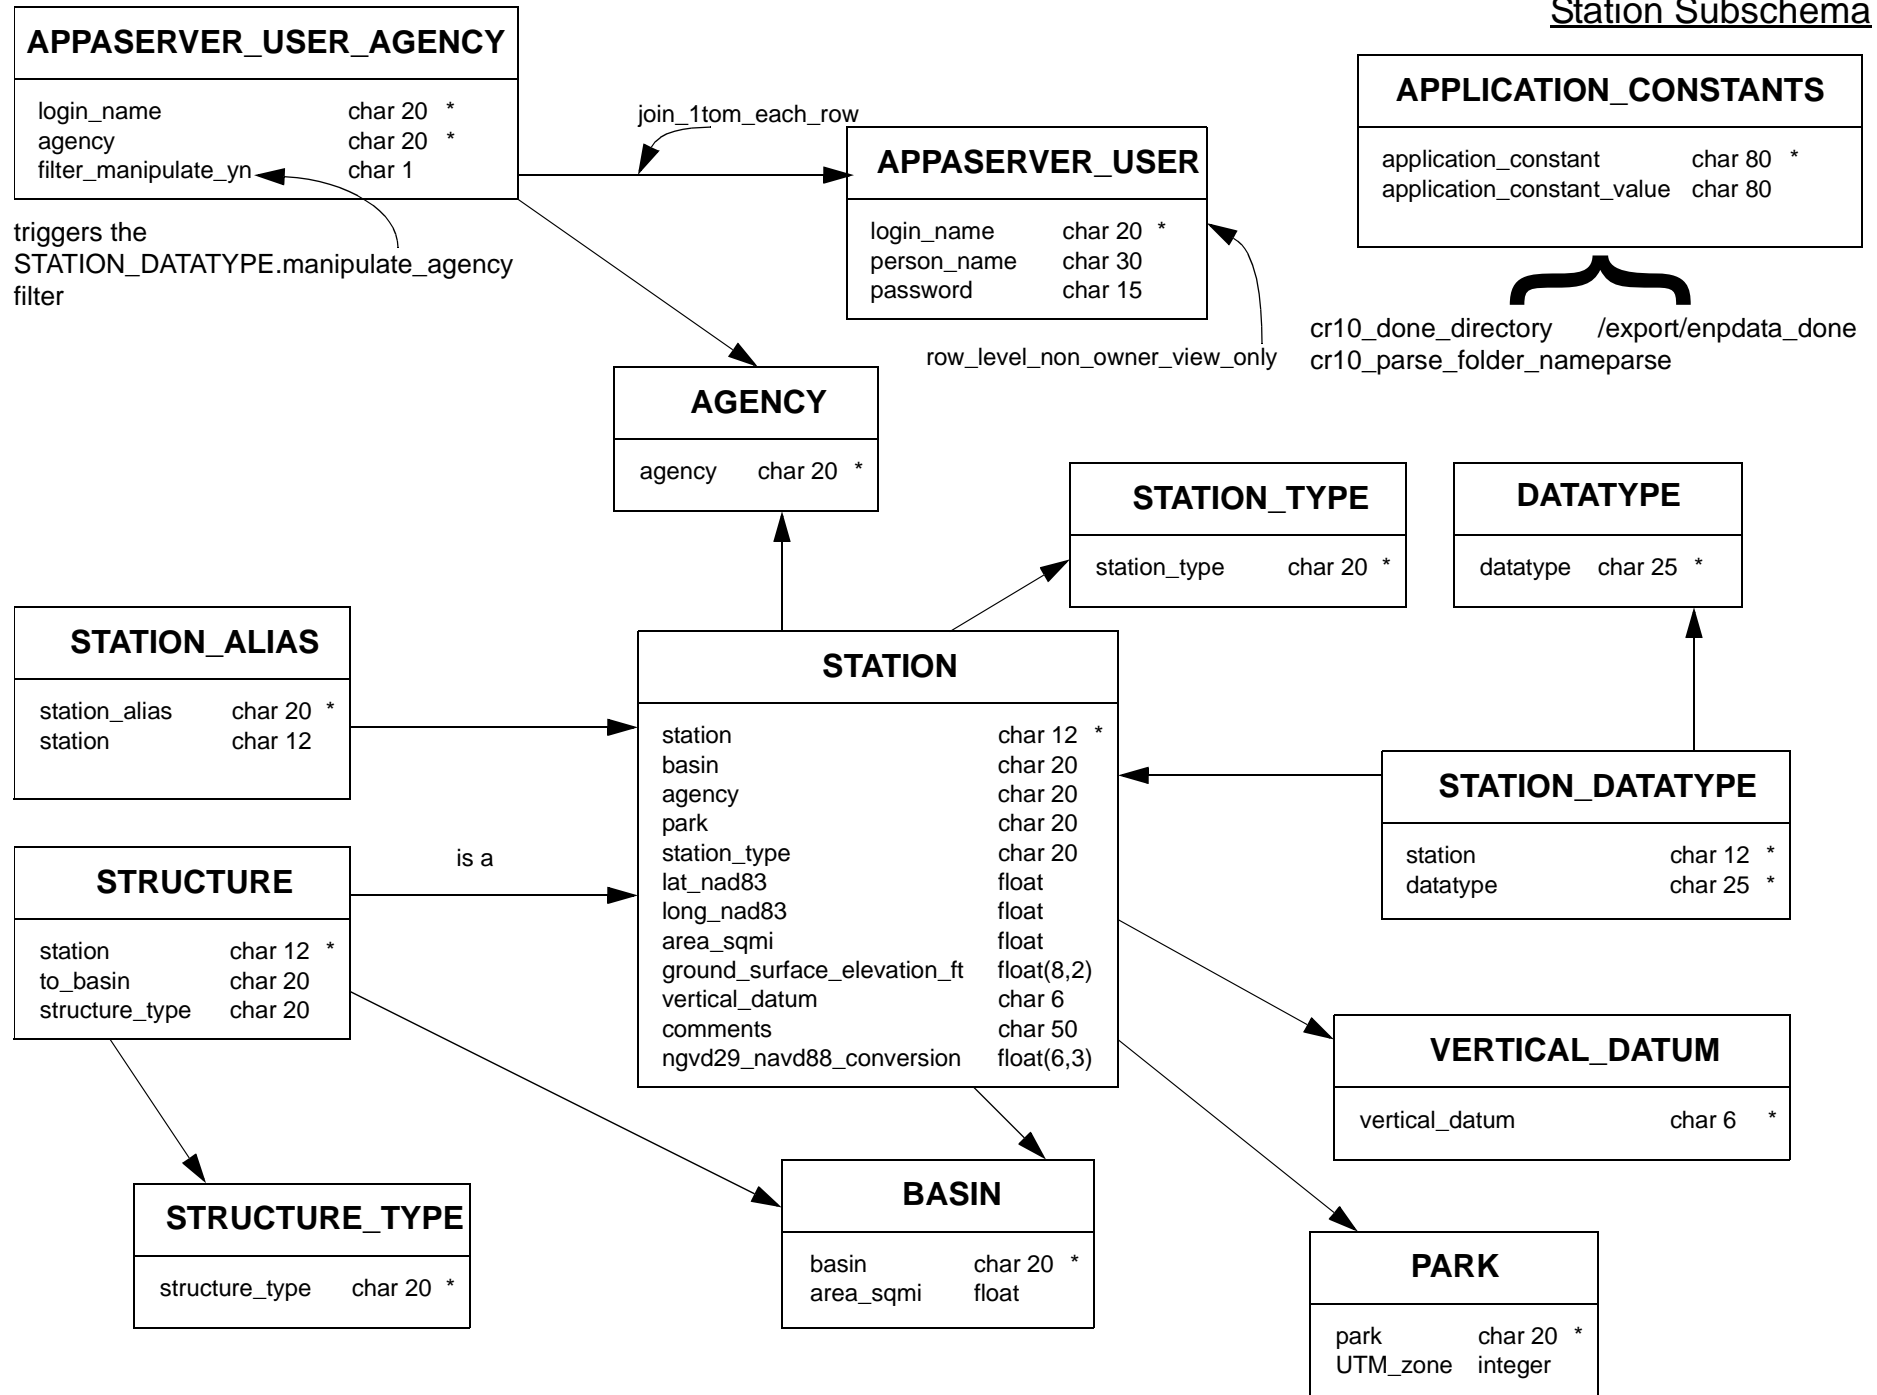 Station Subschema
APPASERVER_USER_AGENCY
login_name char 20 *
agency char 20 *
filter_manipulate_yn char 1
triggers the
STATION_DATATYPE.manipulate_agency
filter
join_1tom_each_row
APPASERVER_USER
login_name char 20 *
person_name char 30
password char 15
row_level_non_owner_view_only
APPLICATION_CONSTANTS
application_constant char 80 *
application_constant_value char 80
cr10_done_directory /export/enpdata_done
cr10_parse_folder_nameparse
AGENCY
agency char 20 *
STATION_TYPE
station_type char 20 *
DATATYPE
datatype char 25 *
STATION_ALIAS
station_alias char 20 *
station char 12
STATION
station char 12 *
basin char 20
agency char 20
park char 20
station_type char 20
lat_nad83 float
long_nad83 float
area_sqmi float
ground_surface_elevation_ft float(8,2)
vertical_datum char 6
comments char 50
ngvd29_navd88_conversion float(6,3)
STATION_DATATYPE
station char 12 *
datatype char 25 *
STRUCTURE
station char 12 *
to_basin char 20
structure_type char 20
is a
VERTICAL_DATUM
vertical_datum char 6 *
STRUCTURE_TYPE
structure_type char 20 *
BASIN
basin char 20 *
area_sqmi float
PARK
park char 20 *
UTM_zone integer